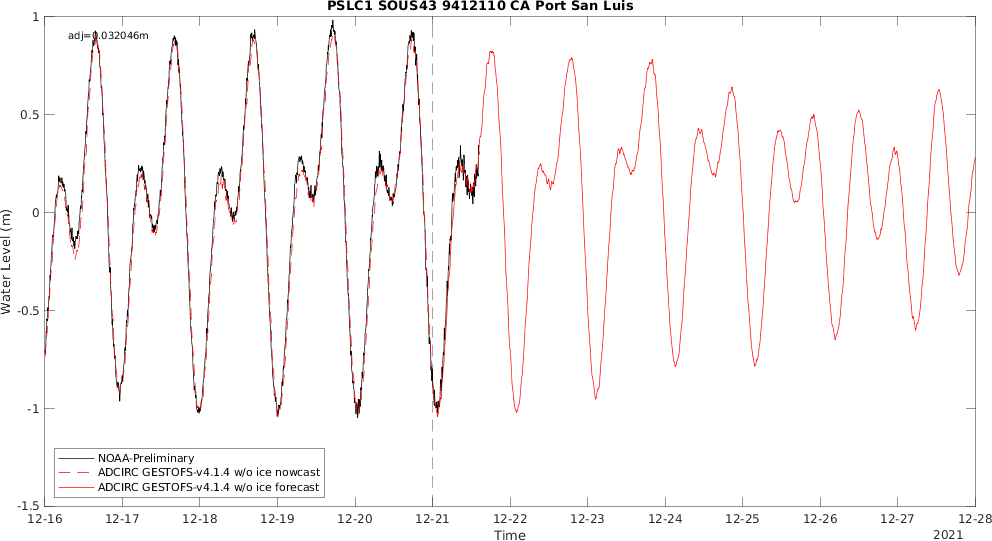 PSLC1 SOUS43 9412110 CA Port San Luis
adj=0.032046m
1
0.5
0
-0.5
-1
-1.5
Water Level (m)
NOAA-Preliminary
ADCIRC GESTOFS-v4.1.4 w/o ice nowcast
ADCIRC GESTOFS-v4.1.4 w/o ice forecast
12-16 12-17 12-18 12-19 12-20 12-21 12-22 12-23 12-24 12-25 12-26 12-27 12-28
Time
2021